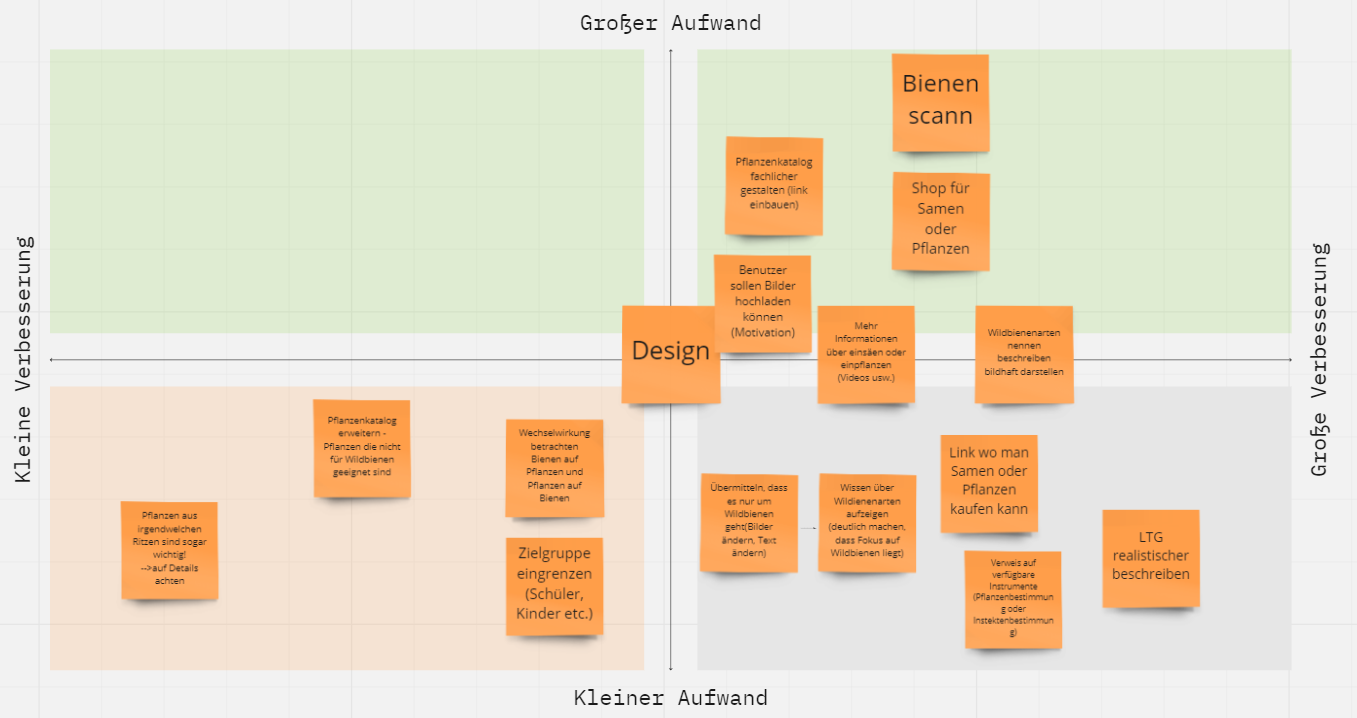 Großer Aufwand
Bienen
scann
Pflanzenkatalog
fachlicher
gestalten (link
einbauen)
Shop für
Samen
oder
Pflanzen
Benutzer
sollen Bilder
hochladen
können
(Motivation)
Design
Mehr
Informationen
über einsäen oder
einpflanzen
(Videos usw.)
Wildbienenarten
nennen
beschreiben
bildhaft darstellen
Kleine Verbesserung
Große Verbesserung
Pflanzenkatalog
erweitern -
Pflanzen die nicht
für Wildbienen
geeignet sind
Wechselwirkung
betrachten
Bienen auf
Pflanzen und
Pflanzen auf
Bienen
Pflanzen aus
irgendwelchen
Ritzen sind sogar
wichtig!
-->auf Details
achten
Zielgruppe
eingrenzen
(Schüler,
Kinder etc.)
Übermitteln, dass
es nur um
Wildbienen
geht(Bilder
ändern, Text
ändern)
Wissen über
Wildienenarten
aufzeigen
(deutlich machen,
dass Fokus auf
Wildbienen liegt)
Link wo man
Samen oder
Pflanzen
kaufen kann
Verweis auf
verfügbare
Instrumente
(Pflanzenbestimmun
g oder
Instektenbestimmun
g)
LTG
realistischer
beschreiben
Kleiner Aufwand